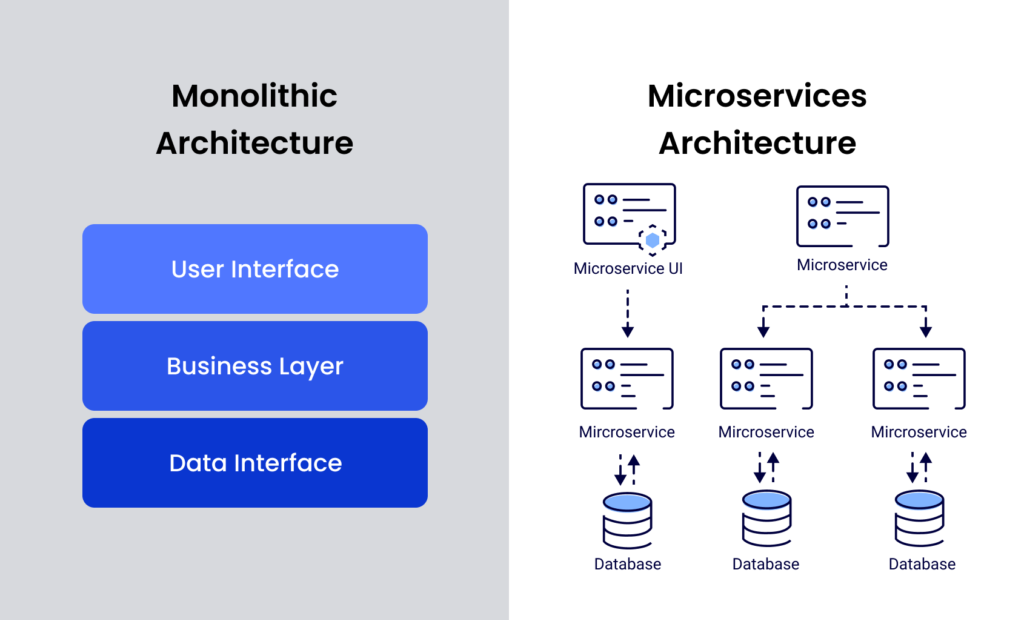 Monolithic
Architecture
User Interface
Business Layer
Data Interface
Microservices
Architecture
Microservice UI
Microservice
Mircroservice
Mircroservice
Mircroservice
Database
Database
Database